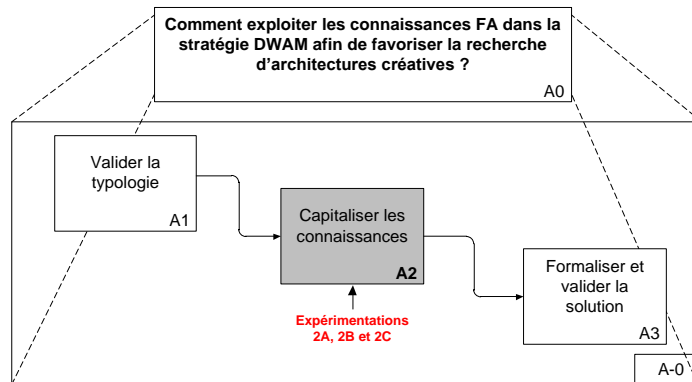 Comment exploiter les connaissances FA dans la
stratégie DWAM afin de favoriser la recherche
d'architectures créatives ?
A0
Valider la
typologie
A1
Capitaliser les
connaissances
A2
Expérimentations
2A, 2B et 2C
Formaliser et
valider la
solution
A3
A-0